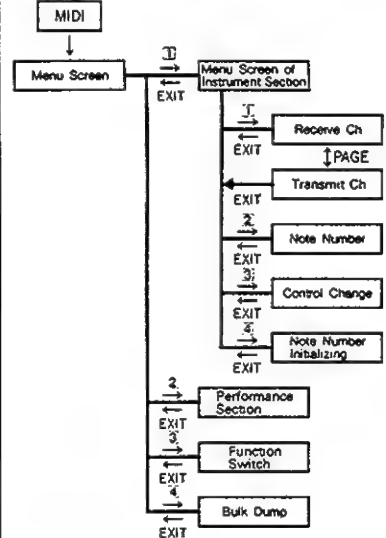 MIDI
Menu Screen
1
EXIT
Menu Screen of
Instrument Section
1
EXIT
Receive Ch
PAGE
EXIT
Transmit Ch
2
EXIT
Note Number
3
EXIT
Control Change
4
EXIT
Note Number
Initializing
2
EXIT
Performance
Section
3
EXIT
Function
Switch
4
EXIT
Bulk Dump